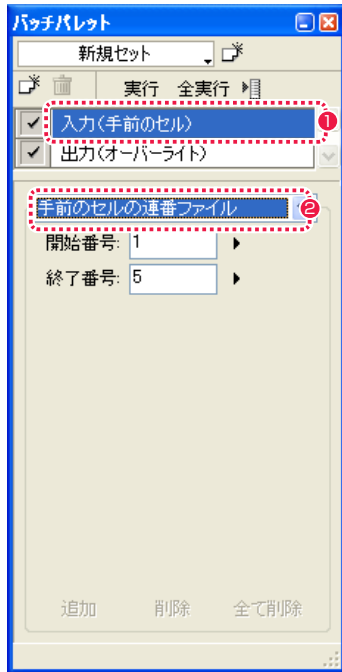 バッチパレット
新規セット
実行 全実行
入力(手前のセル)
1
出力(オーバーライト)
手前のセルの連番ファイル
2
開始番号: 1
終了番号: 5
追加 削除 全て削除